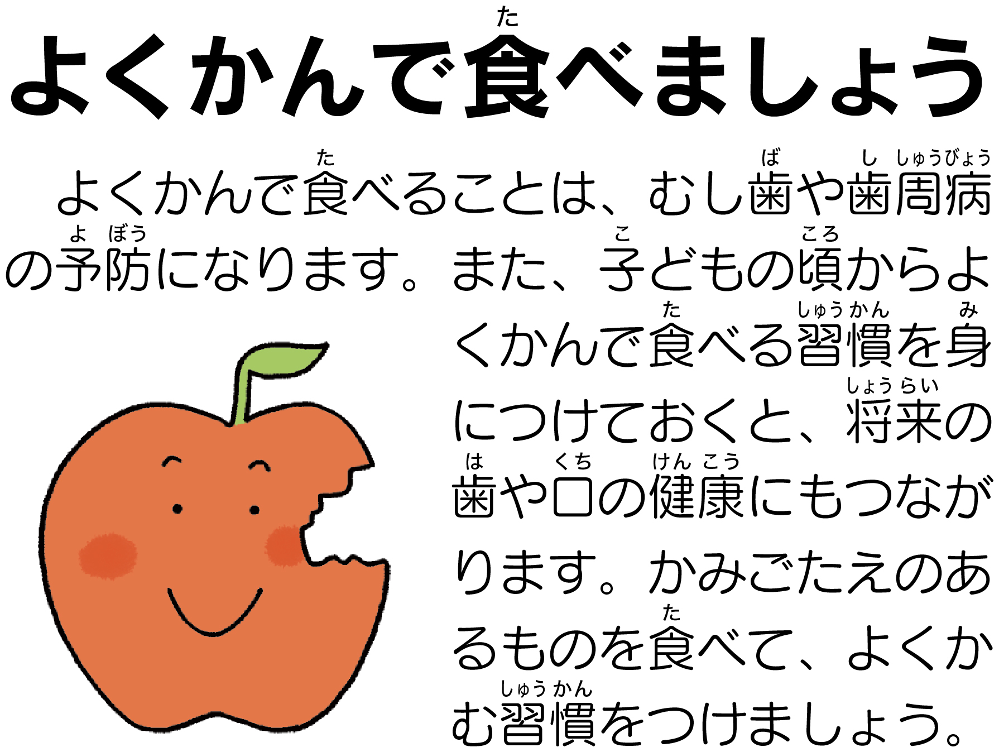 よくかんで食べましょう
よくかんで食べることは、むし歯や歯周病
の予防になります。また、子どもの頃からよ
くかんで食べる習慣を身
につけておくと、将来の
歯や口の健康にもつなが
ります。かみごたえのあ
るものを食べて、よくか
む習慣をつけましょう。